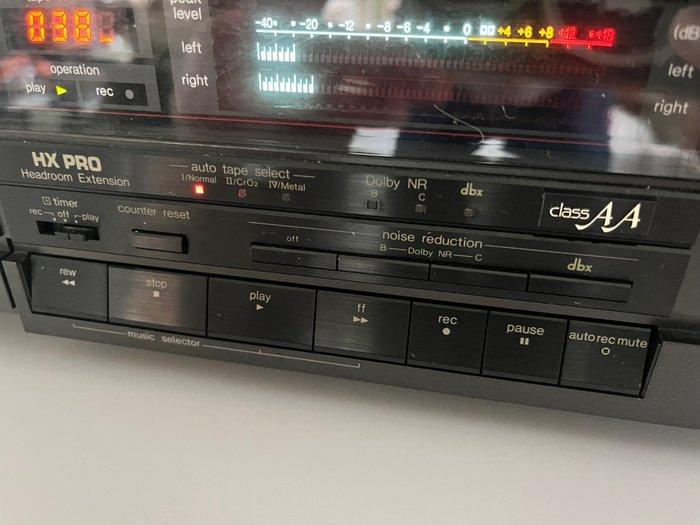 peak
level
-40 • -20 • -12 • -8 -6 -4 • 0 +4 +6 +8
(dB
left
left
right
right
operation
play ▶ rec ●
HX PRO
Headroom Extension
auto tape select
I/Normal II/CrO₂ IV/Metal
Dolby NR
B C
dbx
class AA
timer
rec off play
counter reset
noise reduction
off B Dolby NR C dbx
rew
◀◀
stop
■
play
▶
ff
▶▶
rec
●
pause
▮▮
auto rec mute
○
music selector